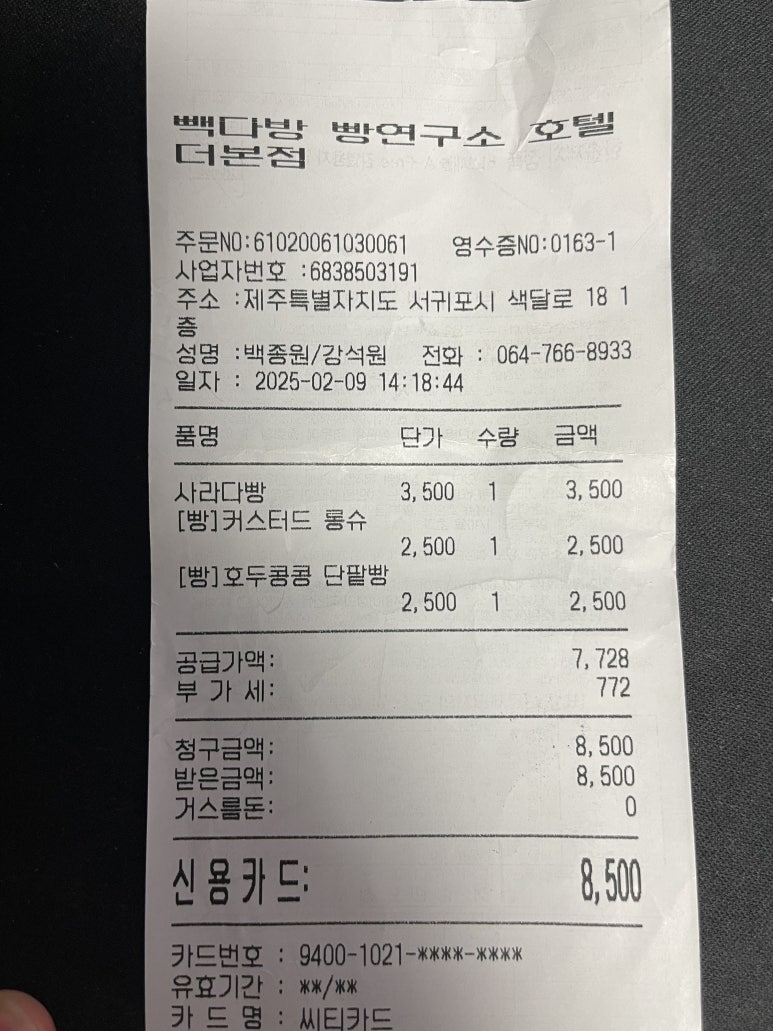 빽다방 빵연구소 호텔
더본점
주문NO:61020061030061 영수증NO:0163-1
사업자번호 :6838503191
주소 :제주특별자치도 서귀포시 색달로 18 1
층
성명 :백종원/강석원 전화 : 064-766-8933
일자 : 2025-02-09 14:18:44
품명 단가 수량 금액
사라다빵 3,500 1 3,500
[빵]커스터드 롱슈
2,500 1 2,500
[빵]호두콩콩 단팥빵
2,500 1 2,500
공급가액: 7,728
부 가 세: 772
청구금액: 8,500
받은금액: 8,500
거스름돈: 0
신용카드: 8,500
카드번호 : 9400-1021-****-****
유효기간 : **/**
카 드 명 : 씨티카드